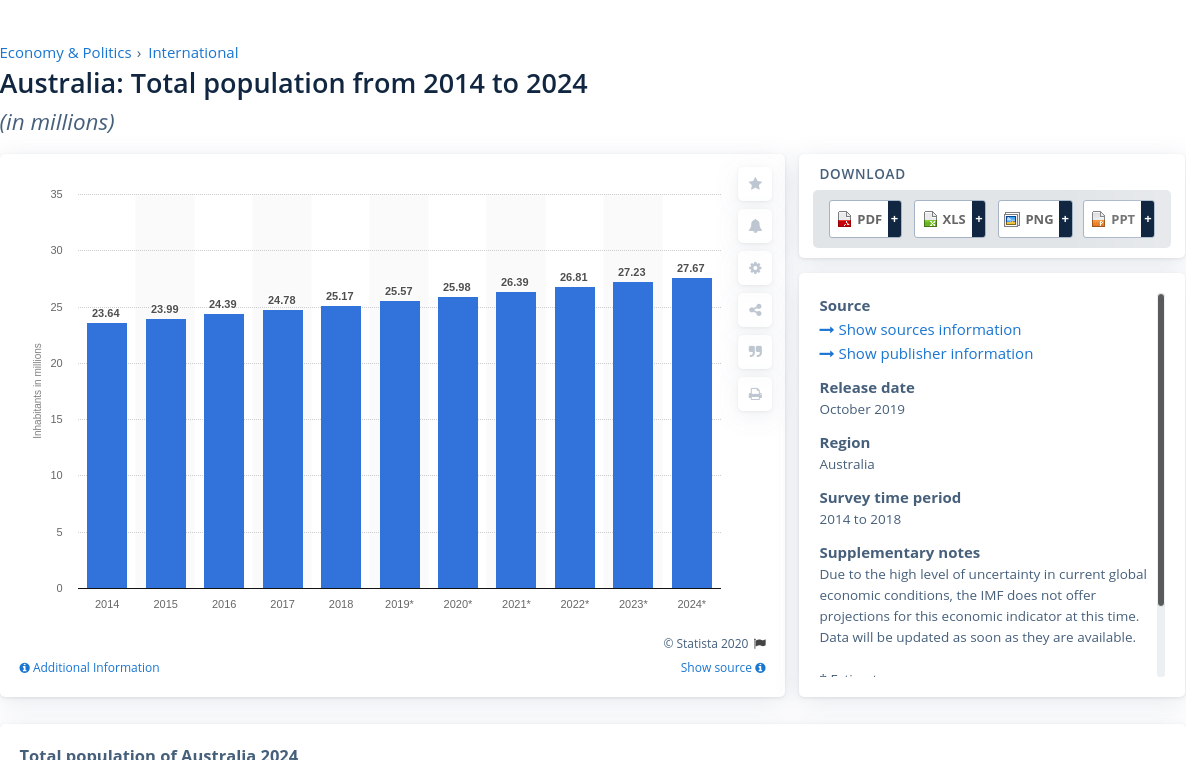 Economy & Politics › International
Australia: Total population from 2014 to 2024
(in millions)
35
30
25
20
15
10
5
0
Inhabitants in millions
23.64
23.99
24.39
24.78
25.17
25.57
25.98
26.39
26.81
27.23
27.67
2014
2015
2016
2017
2018
2019*
2020*
2021*
2022*
2023*
2024*
© Statista 2020
Additional Information
Show source
DOWNLOAD
PDF +
XLS +
PNG +
PPT +
Source
Show sources information
Show publisher information
Release date
October 2019
Region
Australia
Survey time period
2014 to 2018
Supplementary notes
Due to the high level of uncertainty in current global
economic conditions, the IMF does not offer
projections for this economic indicator at this time.
Data will be updated as soon as they are available.
Total population of Australia 2024